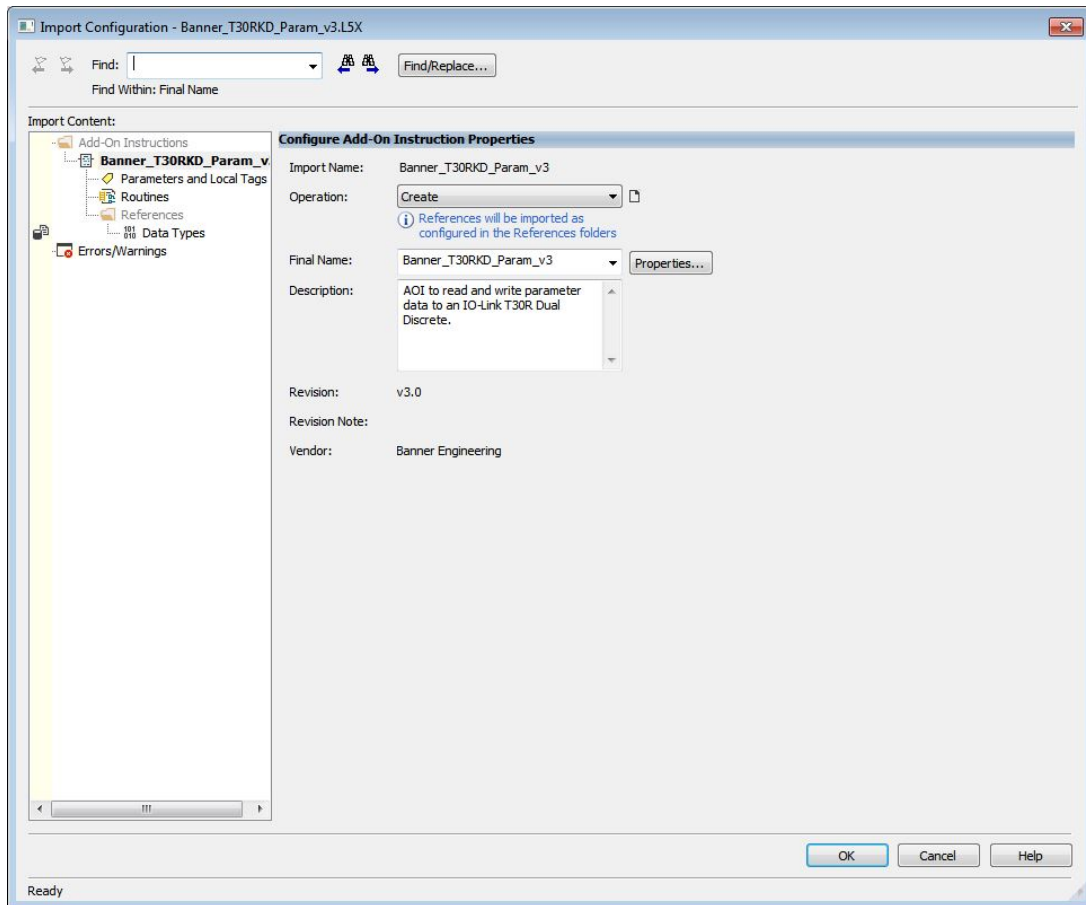 Import Configuration - Banner_T30RKD_Param_v3.L5X
Find:
Find/Replace...
Find Within: Final Name
Import Content:
Add-On Instructions
Banner_T30RKD_Param_v
Parameters and Local Tags
Routines
References
Data Types
Errors/Warnings
Configure Add-On Instruction Properties
Import Name: Banner_T30RKD_Param_v3
Operation: Create
References will be imported as
configured in the References folders
Final Name: Banner_T30RKD_Param_v3 Properties...
Description: AOI to read and write parameter
data to an IO-Link T30R Dual
Discrete.
Revision: v3.0
Revision Note:
Vendor: Banner Engineering
OK Cancel Help
Ready